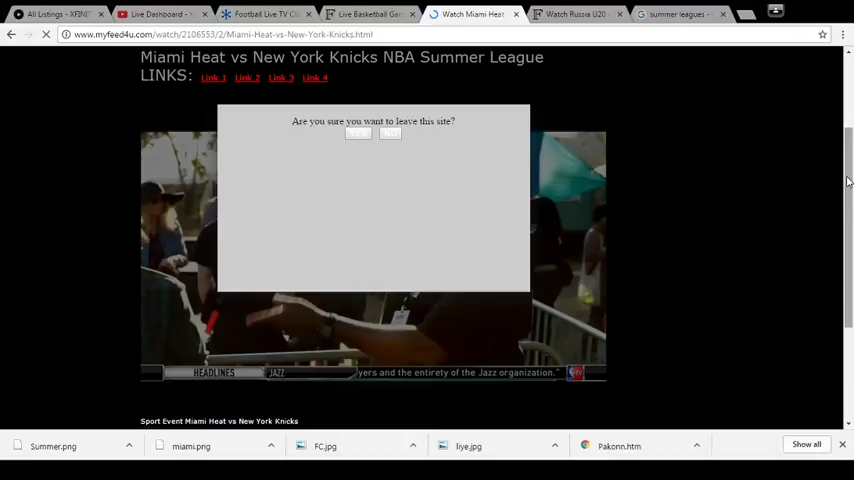 All Listings - XFINIT
Live Dashboard - Y
Football Live TV C
Live Basketball Ga
Watch Miami Heat
Watch Russia U20
summer leagues -
www.myfeed4u.com/watch/2106553/2/Miami-Heat-vs-New-York-Knicks.html
Miami Heat vs New York Knicks NBA Summer League
LINKS: Link 1 Link 2 Link 3 Link 4
Are you sure you want to leave this site?
HEADLINES JAZZ yers and the entirety of the Jazz organization."
Sport Event Miami Heat vs New York Knicks
Summer.png miami.png FC.jpg liye.jpg Pakonn.htm Show all